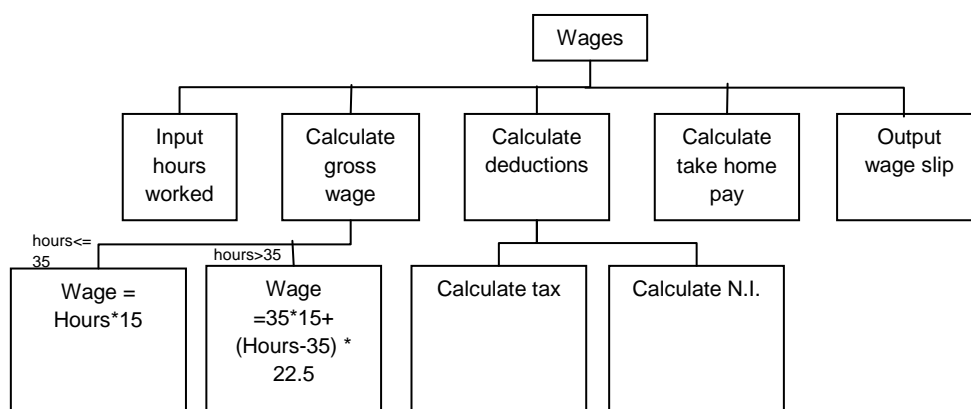 Wages
Input
hours
worked
Calculate
gross
wage
Calculate
deductions
Calculate
take home
pay
Output
wage slip
hours<=
35
hours>35
Wage =
Hours*15
Wage
=35*15+
(Hours-35) *
22.5
Calculate tax
Calculate N.I.